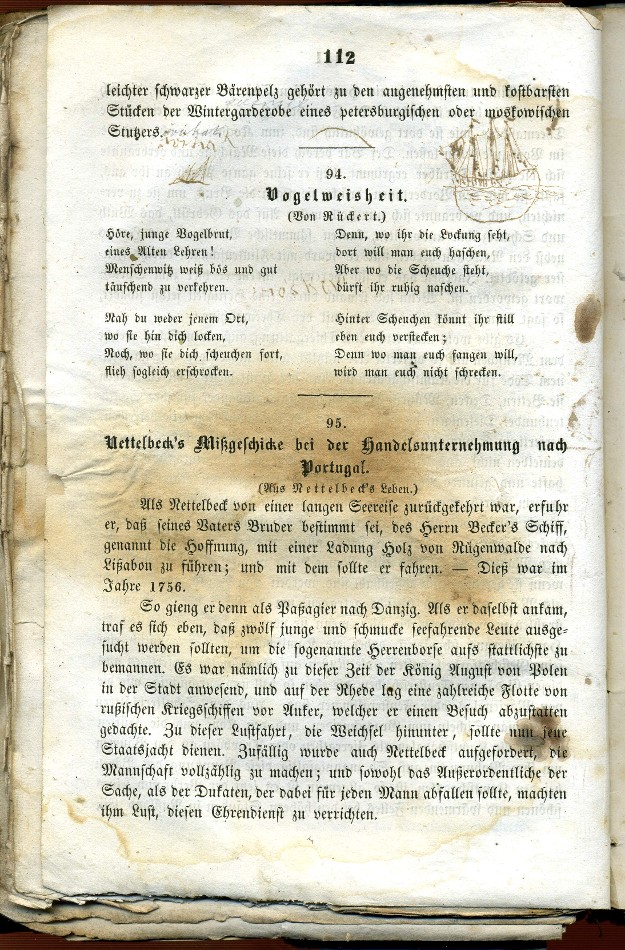 112
leichter schwarzer Bärenpelz gehört zu den angenehmsten und kostbarsten
Stücken der Wintergarderobe eines petersburgischen oder moskowischen
Stutzers.
94.
Vogelweisheit.
(Von Rückert.)
Höre, junge Vogelbrut,
eines Alten Lehren!
Menschenwitz weiß bös und gut
täuschend zu verkehren.
Nah du weder jenem Ort,
wo sie hin dich locken,
Noch, wo sie dich scheuchen fort,
flieh sogleich erschrocken.
Denn, wo ihr die Lockung seht,
dort will man euch haschen,
Aber wo die Scheuche steht,
dürft ihr ruhig naschen.
Hinter Scheuchen könnt ihr still
eben euch verstecken;
Denn wo man euch fangen will,
wird man euch nicht schrecken.
95.
Nettelbeck's Mißgeschicke bei der Handelsunternehmung nach
Portugal.
(Aus Nettelbeck's Leben.)
Als Nettelbeck von einer langen Seereise zurückgekehrt war, erfuhr
er, daß seines Vaters Bruder bestimmt sei, des Herrn Becker's Schiff,
genannt die Hoffnung, mit einer Ladung Holz von Rügenwalde nach
Lißabon zu führen; und mit dem sollte er fahren. — Dieß war im
Jahre 1756.
So gieng er denn als Paßagier nach Danzig. Als er daselbst ankam,
traf es sich eben, daß zwölf junge und schmucke seefahrende Leute ausge-
sucht werden sollten, um die sogenannte Herrenborse aufs stattlichste zu
bemannen. Es war nämlich zu dieser Zeit der König August von Polen
in der Stadt anwesend, und auf der Rhede lag eine zahlreiche Flotte von
rußischen Kriegsschiffen vor Anker, welcher er einen Besuch abzustatten
gedachte. Zu dieser Lustfahrt, die Weichsel hinunter, sollte nun jene
Staatsjacht dienen. Zufällig wurde auch Nettelbeck aufgefordert, die
Mannschaft vollzählig zu machen; und sowohl das Außerordentliche der
Sache, als der Dukaten, der dabei für jeden Mann abfallen sollte, machten
ihm Lust, diesen Ehrendienst zu verrichten.